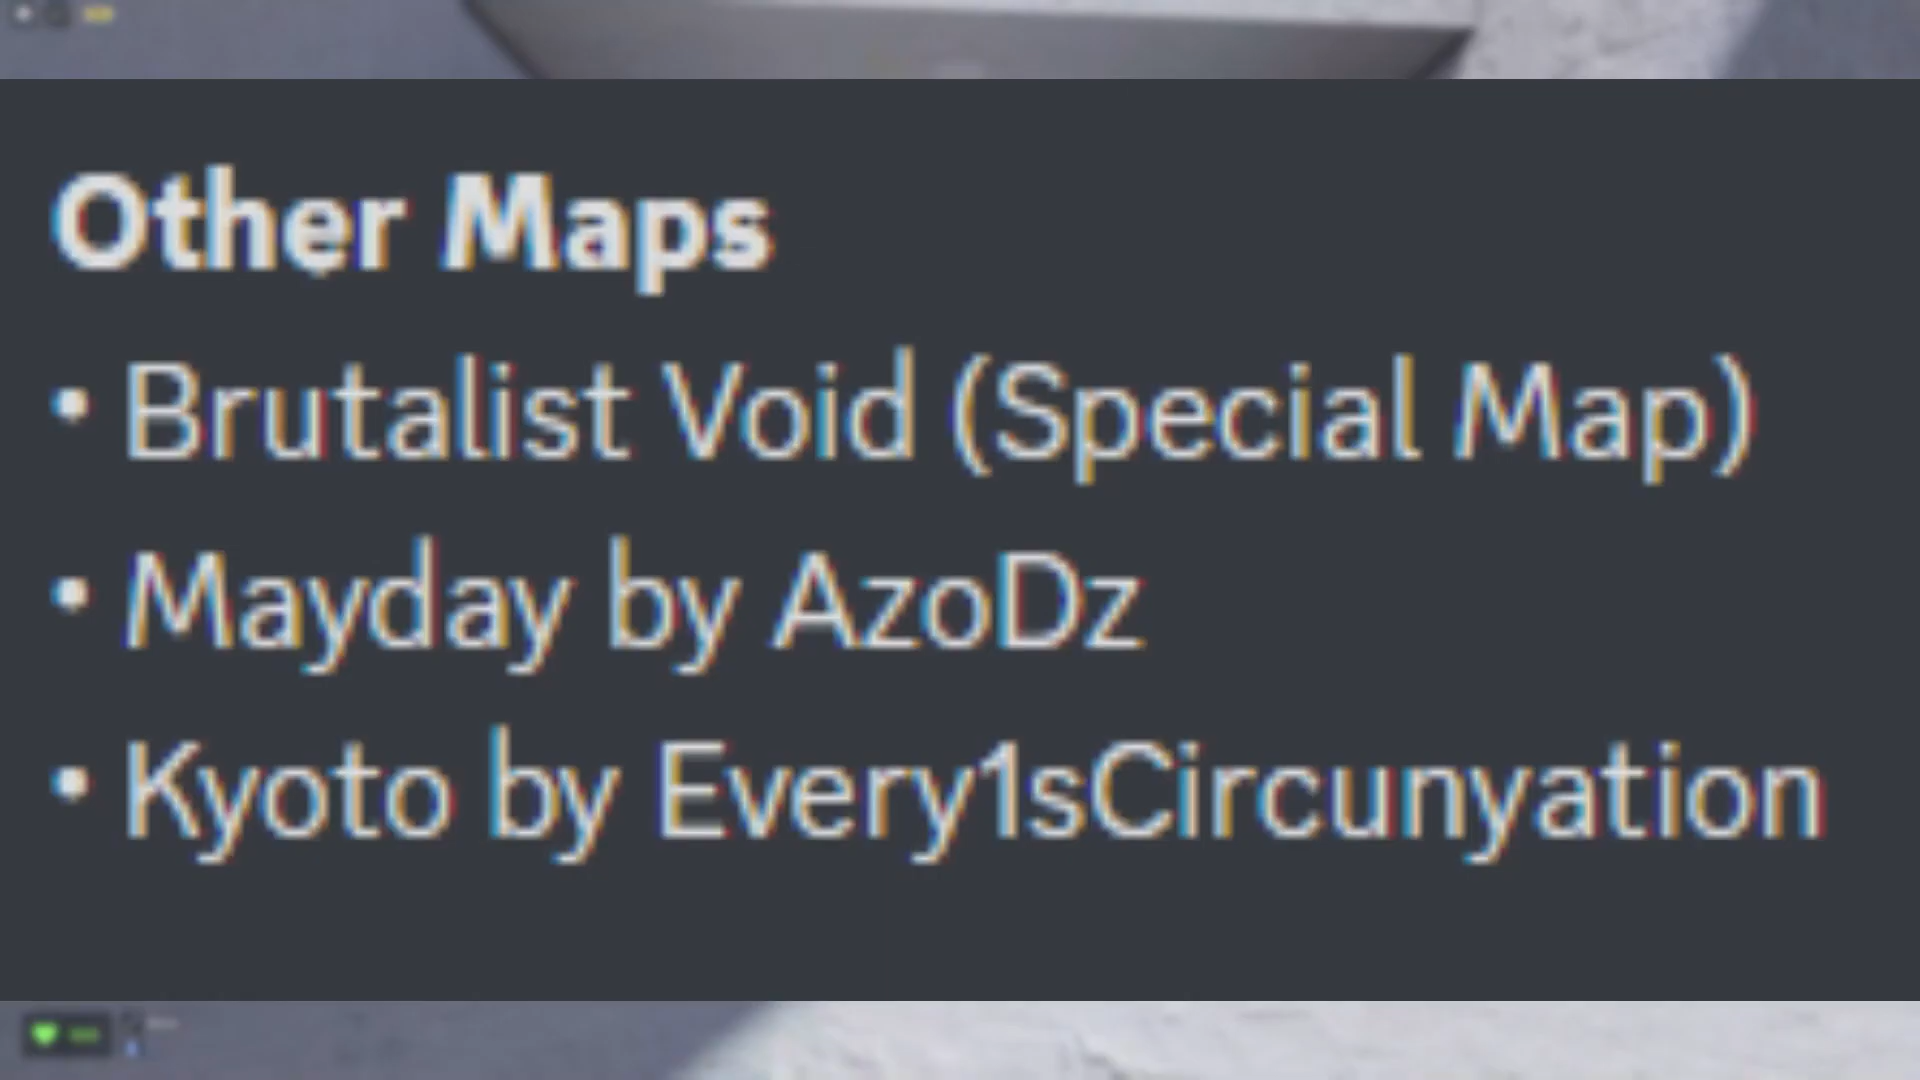 Other Maps
• Brutalist Void (Special Map)
• Mayday by AzoDz
• Kyoto by Every1sCircunyation